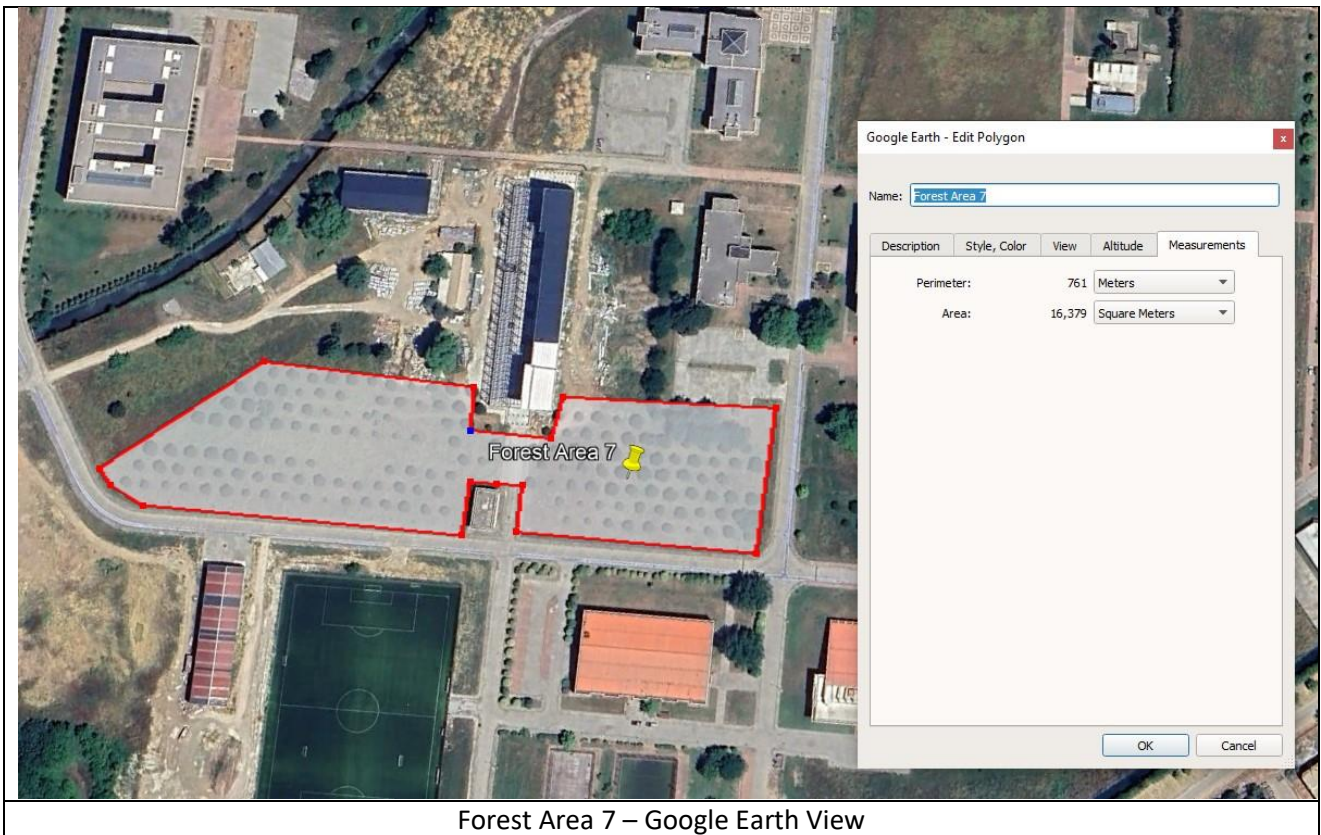 Google Earth - Edit Polygon
x
Name: Forest Area 7
Description Style, Color View Altitude Measurements
Perimeter: 761 Meters
Area: 16,379 Square Meters
Forest Area 7
OK Cancel
Forest Area 7 – Google Earth View